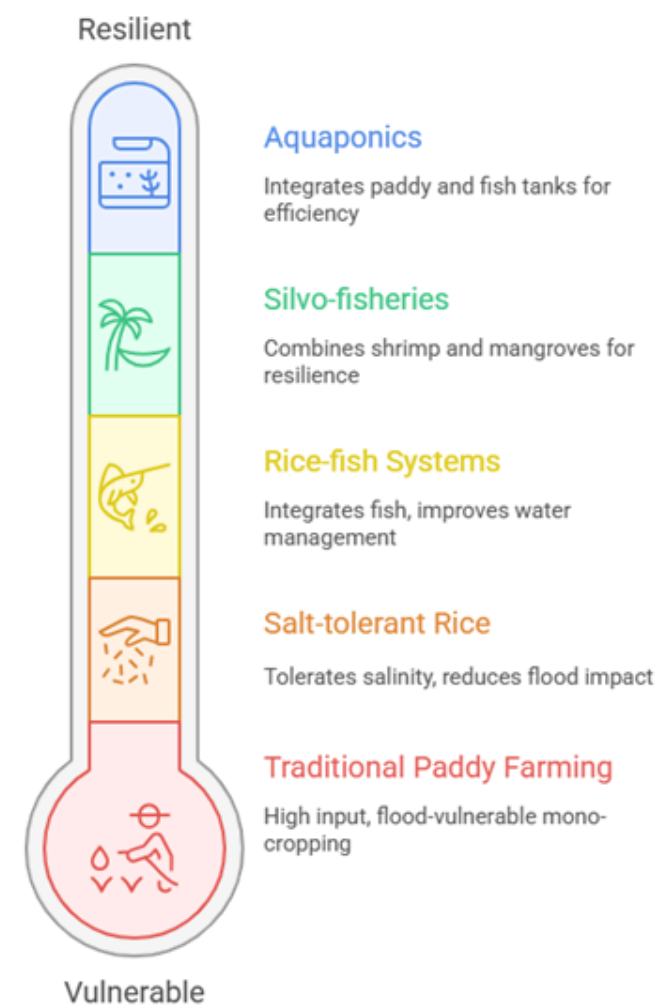 Resilient
Aquaponics
Integrates paddy and fish tanks for
efficiency
Silvo-fisheries
Combines shrimp and mangroves for
resilience
Rice-fish Systems
Integrates fish, improves water
management
Salt-tolerant Rice
Tolerates salinity, reduces flood impact
Traditional Paddy Farming
High input, flood-vulnerable mono-
cropping
Vulnerable